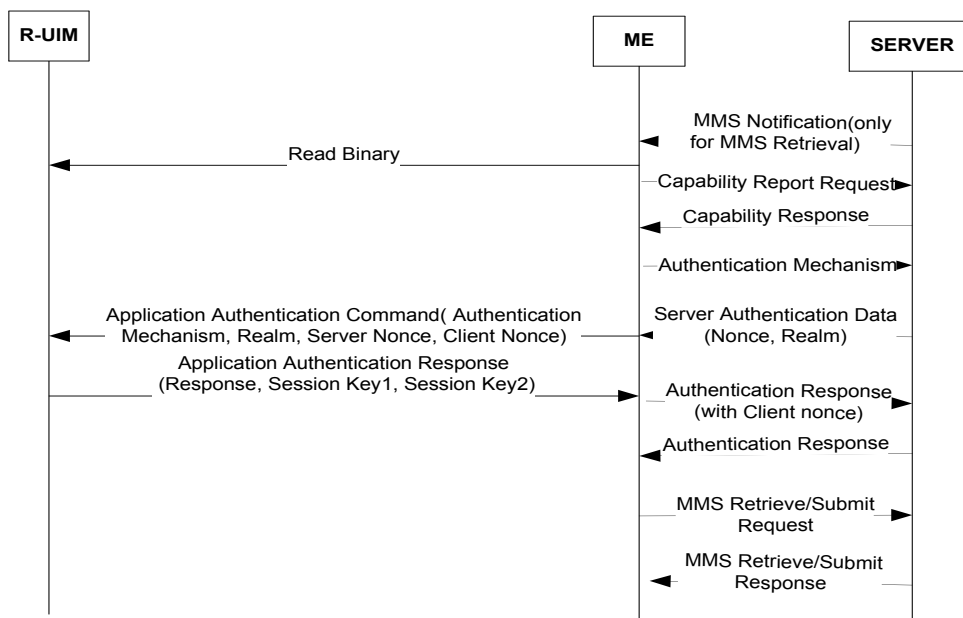 R-UIM
ME
SERVER
MMS Notification(only
for MMS Retrieval)
Read Binary
Capability Report Request
Capability Response
Authentication Mechanism
Application Authentication Command( Authentication
Mechanism, Realm, Server Nonce, Client Nonce)
Server Authentication Data
(Nonce, Realm)
Application Authentication Response
(Response, Session Key1, Session Key2)
Authentication Response
(with Client nonce)
Authentication Response
MMS Retrieve/Submit
Request
MMS Retrieve/Submit
Response